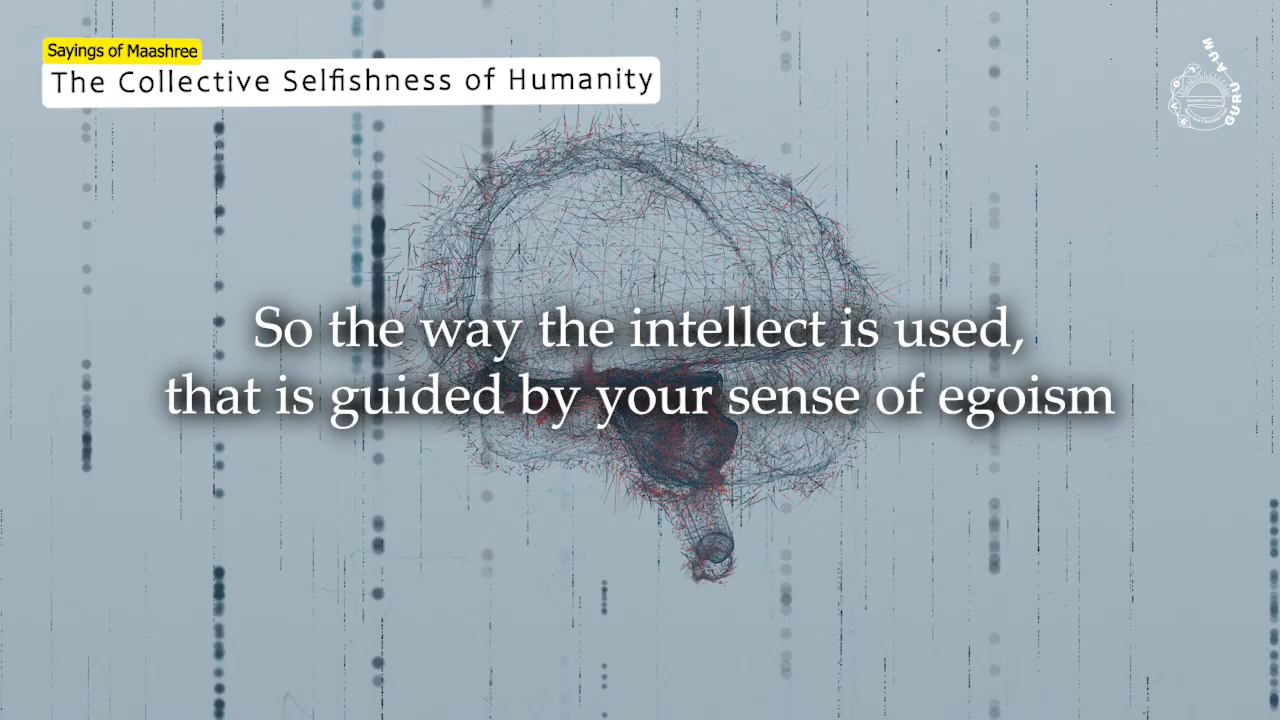 Sayings of Maashree
The Collective Selfishness of Humanity
GURU AUM
So the way the intellect is used,
that is guided by your sense of egoism